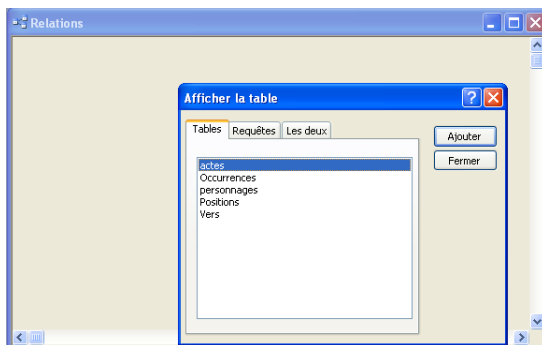 Relations
Afficher la table
Tables Requêtes Les deux
Ajouter
Fermer
actes
Occurrences
personnages
Positions
Vers